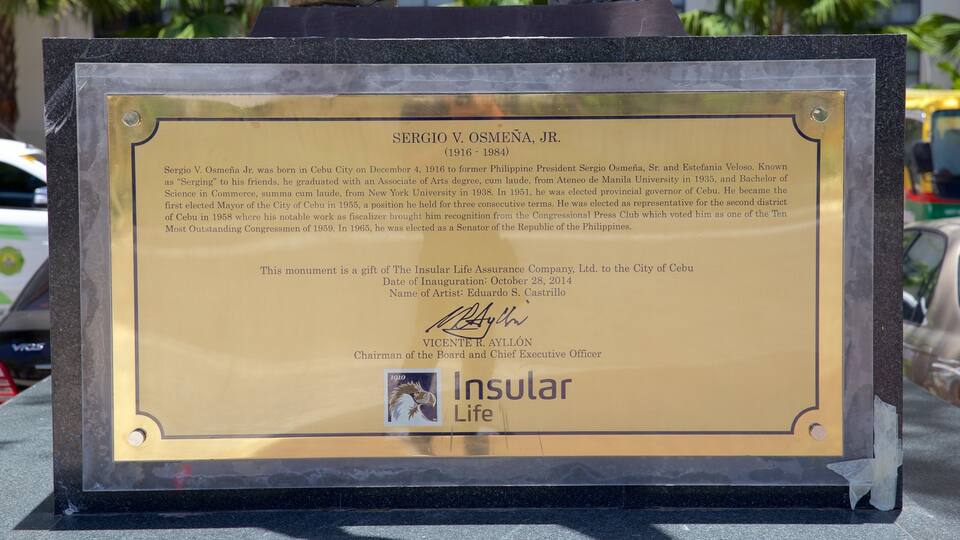 SERGIO V. OSMEÑA, JR.
(1916 - 1984)
Sergio V. Osmeña Jr. was born in Cebu City on December 4, 1916 to former Philippine President Sergio Osmeña, Sr. and Estefania Veloso. Known
as “Serging” to his friends, he graduated with an Associate of Arts degree, cum laude, from Ateneo de Manila University in 1935, and Bachelor of
Science in Commerce, summa cum laude, from New York University in 1938. In 1951, he was elected provincial governor of Cebu. He became the
first elected Mayor of the City of Cebu in 1955, a position he held for three consecutive terms. He was elected as representative for the second district
of Cebu in 1958 where his notable work as fiscalizer brought him recognition from the Congressional Press Club which voted him as one of the Ten
Most Outstanding Congressmen of 1959. In 1965, he was elected as a Senator of the Republic of the Philippines.
This monument is a gift of The Insular Life Assurance Company, Ltd. to the City of Cebu
Date of Inauguration: October 28, 2014
Name of Artist: Eduardo S. Castrillo
VICENTE R. AYLLÓN
Chairman of the Board and Chief Executive Officer
1910
Insular
Life